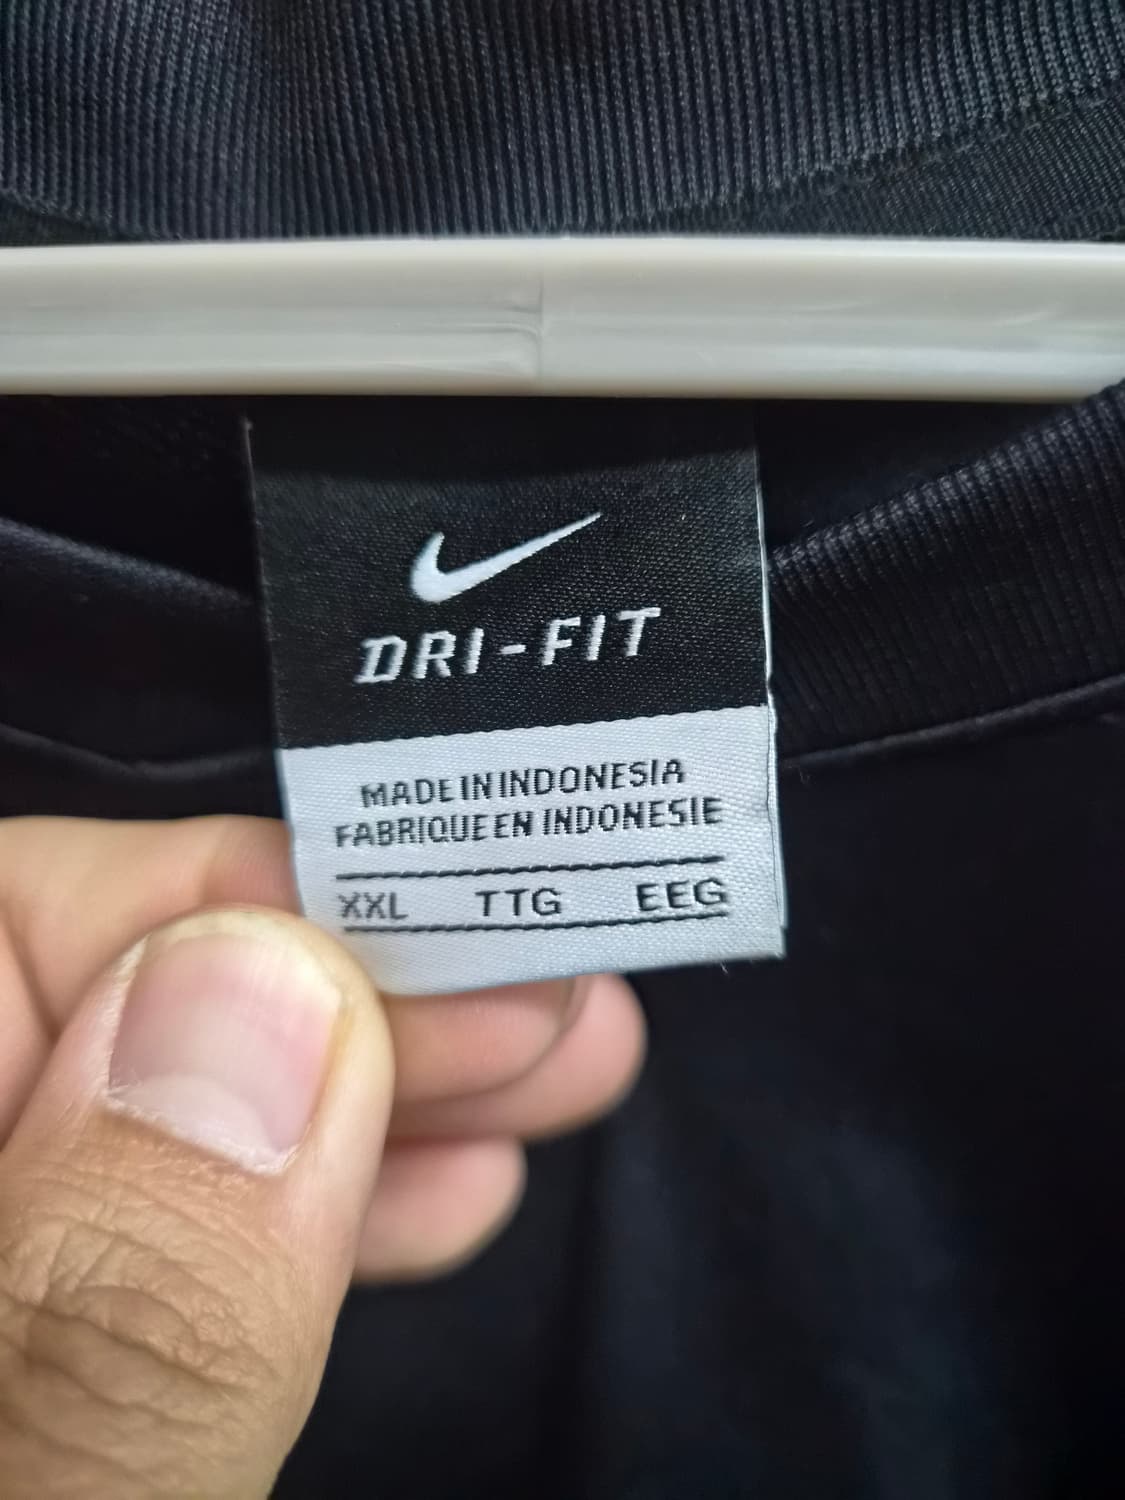 DRI-FIT
MADE IN INDONESIA
FABRIQUE EN INDONESIE
XXL TTG EEG